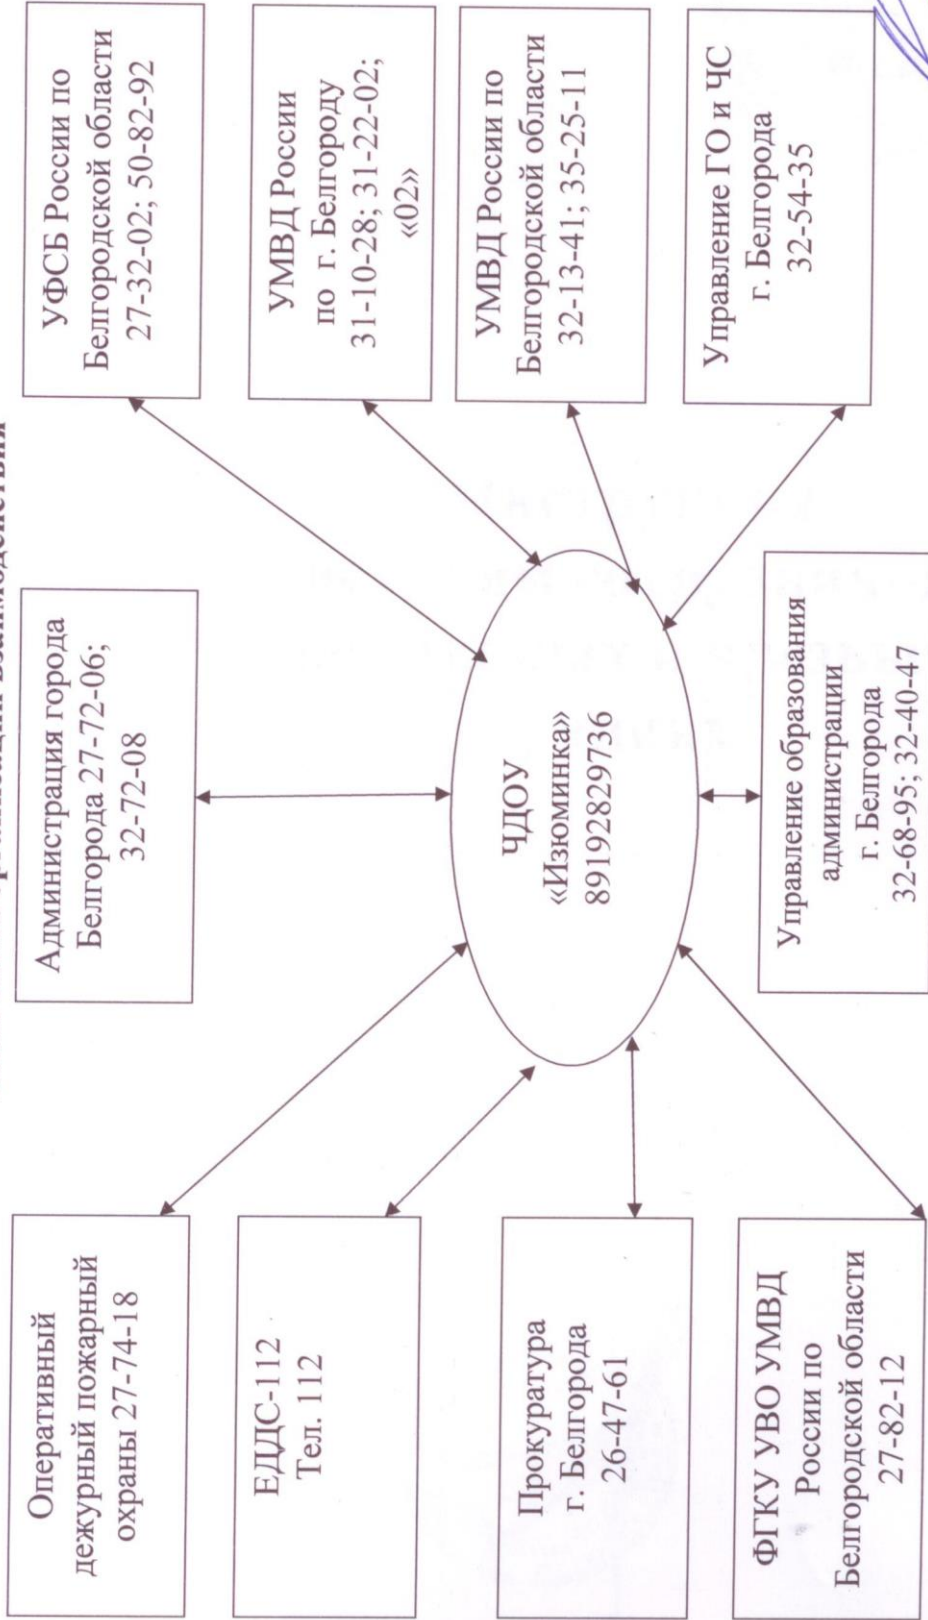 организации взаимодействия
Оперативный
дежурный пожарный
охраны 27-74-18
Администрация города
Белгорода 27-72-06;
32-72-08
УФСБ России по
Белгородской области
27-32-02; 50-82-92
ЕДДС-112
Тел. 112
УМВД России
по г. Белгороду
31-10-28; 31-22-02;
«02»
ЧДОУ
«Изюминка»
89192829736
Прокуратура
г. Белгорода
26-47-61
УМВД России по
Белгородской области
32-13-41; 35-25-11
ФГКУ УВО УМВД
России по
Белгородской области
27-82-12
Управление образования
администрации
г. Белгорода
32-68-95; 32-40-47
Управление ГО и ЧС
г. Белгорода
32-54-35